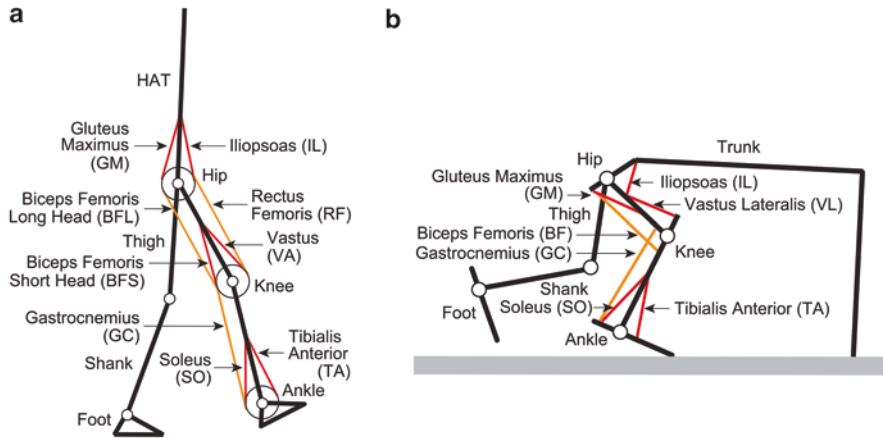 a
HAT
Gluteus
Maximus
(GM)
Iliopsoas (IL)
Hip
Biceps Femoris
Long Head (BFL)
Rectus
Femoris (RF)
Thigh
Vastus
(VA)
Biceps Femoris
Short Head (BFS)
Knee
Gastrocnemius
(GC)
Tibialis
Anterior
(TA)
Soleus
(SO)
Shank
Ankle
Foot
b
Trunk
Hip
Gluteus Maximus
(GM)
Iliopsoas (IL)
Vastus Lateralis (VL)
Thigh
Biceps Femoris (BF)
Gastrocnemius (GC)
Knee
Shank
Foot
Soleus (SO)
Tibialis Anterior (TA)
Ankle